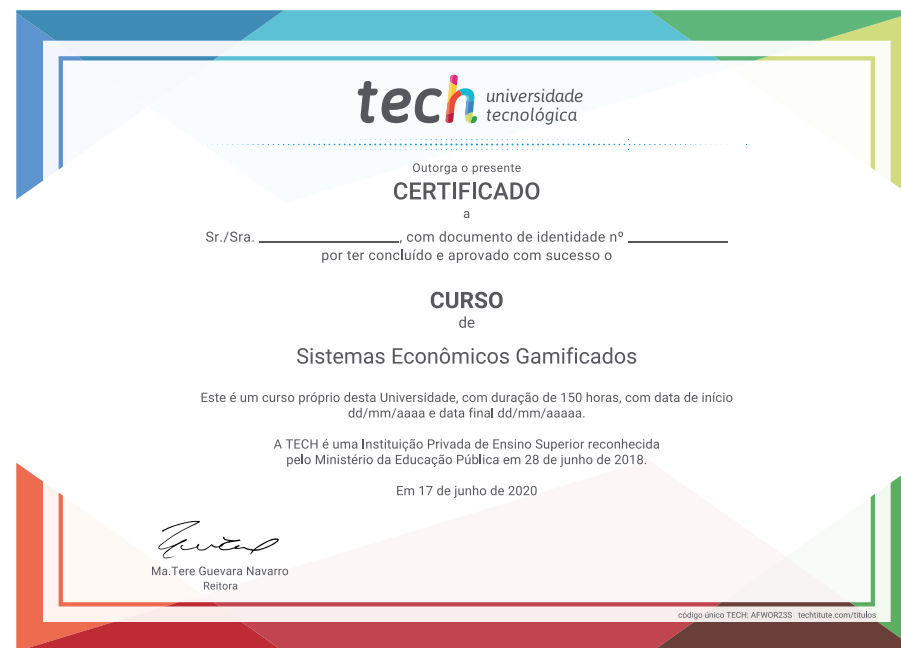 tech universidade
tecnológica
Outorga o presente
CERTIFICADO
a
Sr./Sra. ________________, com documento de identidade nº ____________
por ter concluído e aprovado com sucesso o
CURSO
de
Sistemas Econômicos Gamificados
Este é um curso próprio desta Universidade, com duração de 150 horas, com data de início
dd/mm/aaaa e data final dd/mm/aaaaa.
A TECH é uma Instituição Privada de Ensino Superior reconhecida
pelo Ministério da Educação Pública em 28 de junho de 2018.
Em 17 de junho de 2020
Ma.Tere Guevara Navarro
Reitora
código único TECH: AFWOR23S techtitute.com/titulos